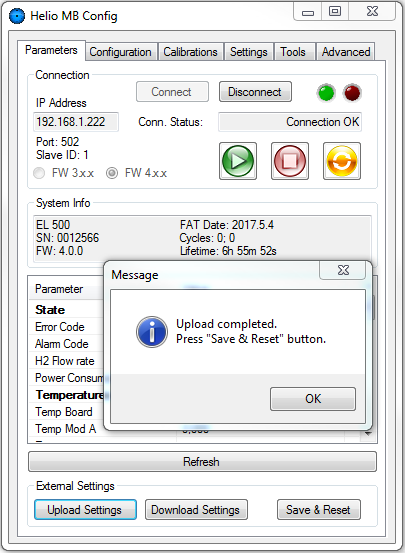 Helio MB Config
Parameters Configuration Calibrations Settings Tools Advanced
Connection
Connect Disconnect
IP Address
192.168.1.222 Conn. Status: Connection OK
Port: 502
Slave ID: 1
FW 3.x.x FW 4.x.x
System Info
EL 500 FAT Date: 2017.5.4
SN: 0012566 Cycles: 0; 0
FW: 4.0.0 Lifetime: 6h 55m 52s
Message
Upload completed.
Press "Save & Reset" button.
OK
Parameter
State
Error Code
Alarm Code
H2 Flow rate
Power Consum
Temperature
Temp Board
Temp Mod A
Refresh
External Settings
Upload Settings Download Settings Save & Reset